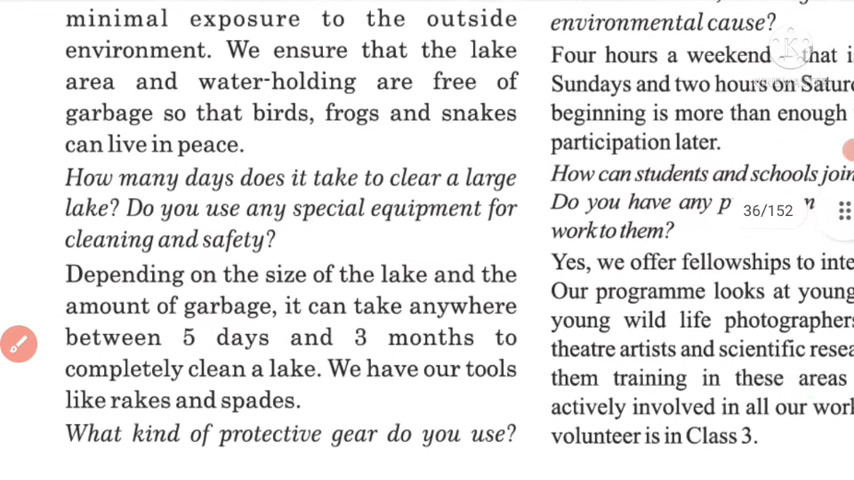 minimal exposure to the outside
environment. We ensure that the lake
area and water-holding are free of
garbage so that birds, frogs and snakes
can live in peace.
How many days does it take to clear a large
lake? Do you use any special equipment for
cleaning and safety?
Depending on the size of the lake and the
amount of garbage, it can take anywhere
between 5 days and 3 months to
completely clean a lake. We have our tools
like rakes and spades.
What kind of protective gear do you use?
environmental cause?
Four hours a weekend that i
Sundays and two hours on Satur
beginning is more than enough
participation later.
How can students and schools join
Do you have any p
work to them?
Yes, we offer fellowships to inte
Our programme looks at young
young wild life photographers
theatre artists and scientific resea
them training in these areas
actively involved in all our worl
volunteer is in Class 3.
36/152
K